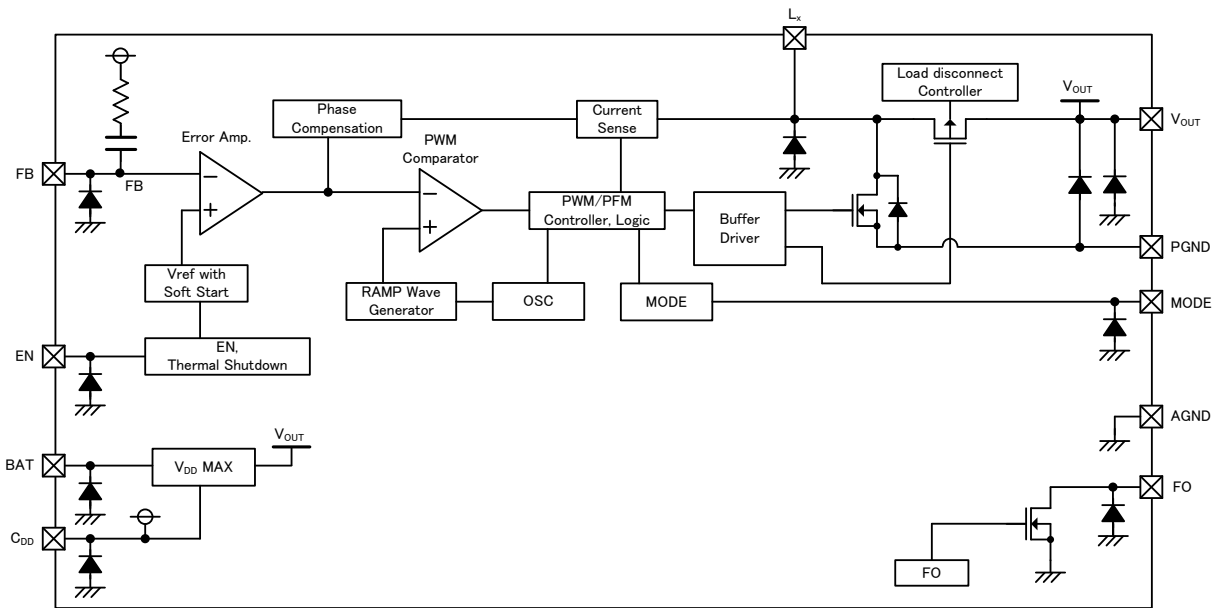 Lx
Load disconnect
Controller
VOUT
VOUT
Phase
Compensation
Current
Sense
Error Amp.
PWM
Comparator
FB
FB
−
+
−
+
PWM/PFM
Controller, Logic
Buffer
Driver
PGND
Vref with
Soft Start
RAMP Wave
Generator
OSC
MODE
MODE
EN
EN,
Thermal Shutdown
AGND
VOUT
BAT
VDD MAX
FO
CDD
FO